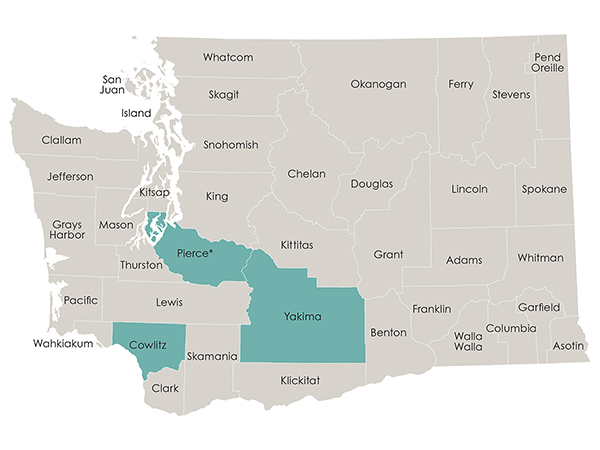 Whatcom
San
Juan
Skagit
Island
Okanogan
Ferry
Stevens
Pend
Oreille
Clallam
Snohomish
Jefferson
Kitsap
King
Chelan
Douglas
Lincoln
Spokane
Grays
Harbor
Mason
Pierce*
Kittitas
Grant
Adams
Whitman
Thurston
Pacific
Lewis
Yakima
Benton
Franklin
Walla
Walla
Columbia
Garfield
Asotin
Wahkiakum
Cowlitz
Skamania
Clark
Klickitat